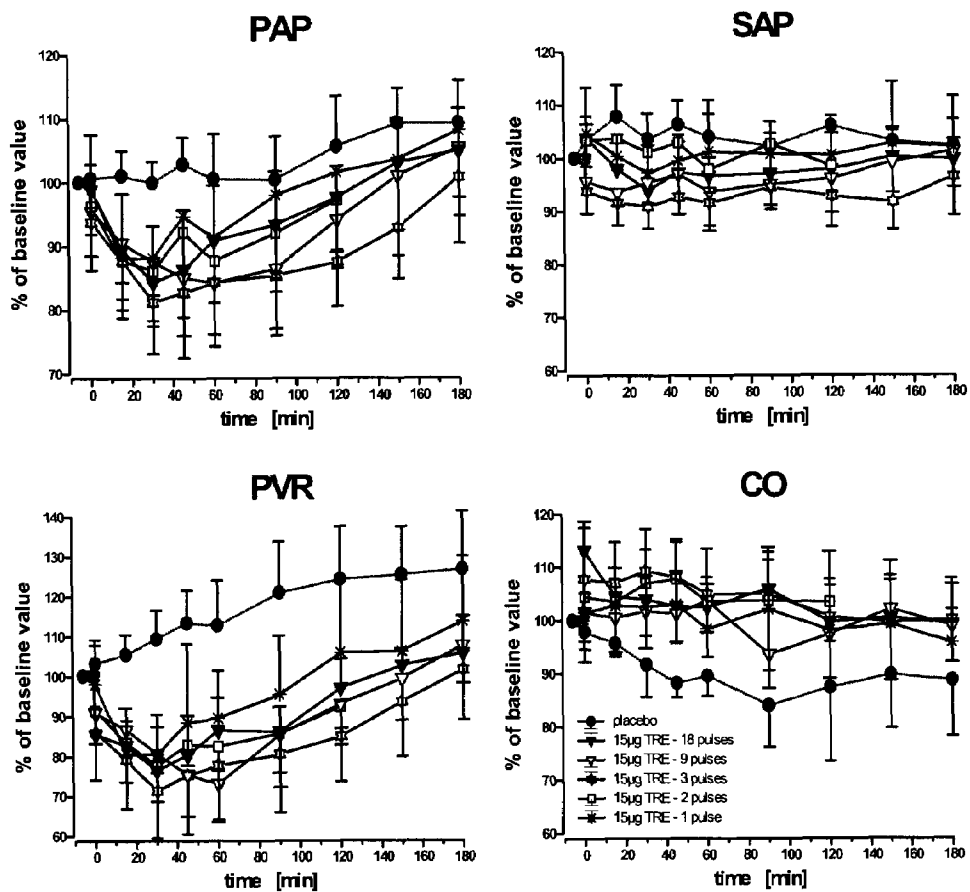 PAP
% of baseline value
120
110
100
90
80
70
0 20 40 60 80 100 120 140 160 180
time [min]
SAP
% of baseline value
120
110
100
90
80
70
60
0 20 40 60 80 100 120 140 160 180
time [min]
PVR
% of baseline value
140
130
120
110
100
90
80
70
60
0 20 40 60 80 100 120 140 160 180
time [min]
CO
% of baseline value
120
110
100
90
80
70
60
placebo
15µg TRE - 18 pulses
15µg TRE - 9 pulses
15µg TRE - 3 pulses
15µg TRE - 2 pulses
15µg TRE - 1 pulse
0 20 40 60 80 100 120 140 160 180
time [min]